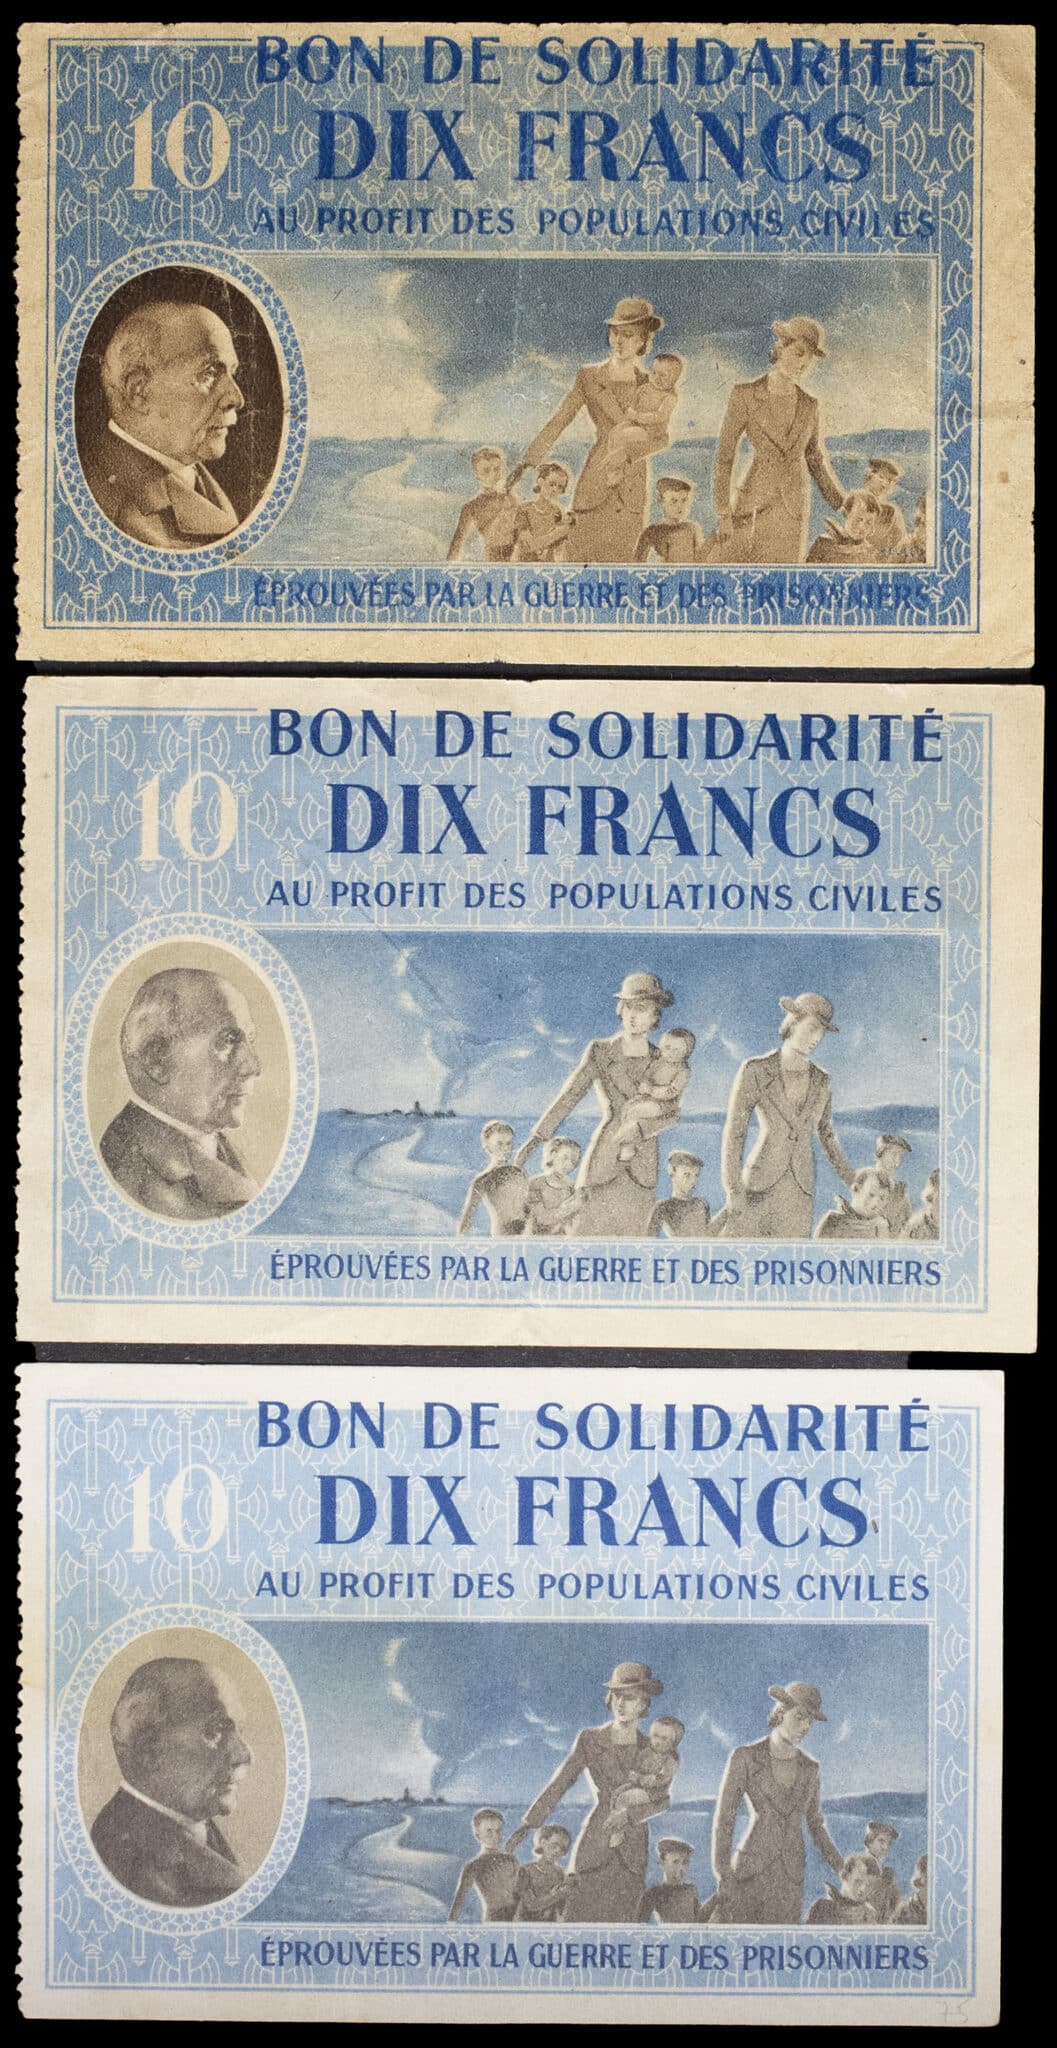 BON DE SOLIDARITÉ
10
DIX FRANCS
AU PROFIT DES POPULATIONS CIVILES
ÉPROUVÉES PAR LA GUERRE ET DES PRISONNIERS
BON DE SOLIDARITÉ
10
DIX FRANCS
AU PROFIT DES POPULATIONS CIVILES
ÉPROUVÉES PAR LA GUERRE ET DES PRISONNIERS
BON DE SOLIDARITÉ
10
DIX FRANCS
AU PROFIT DES POPULATIONS CIVILES
ÉPROUVÉES PAR LA GUERRE ET DES PRISONNIERS
75